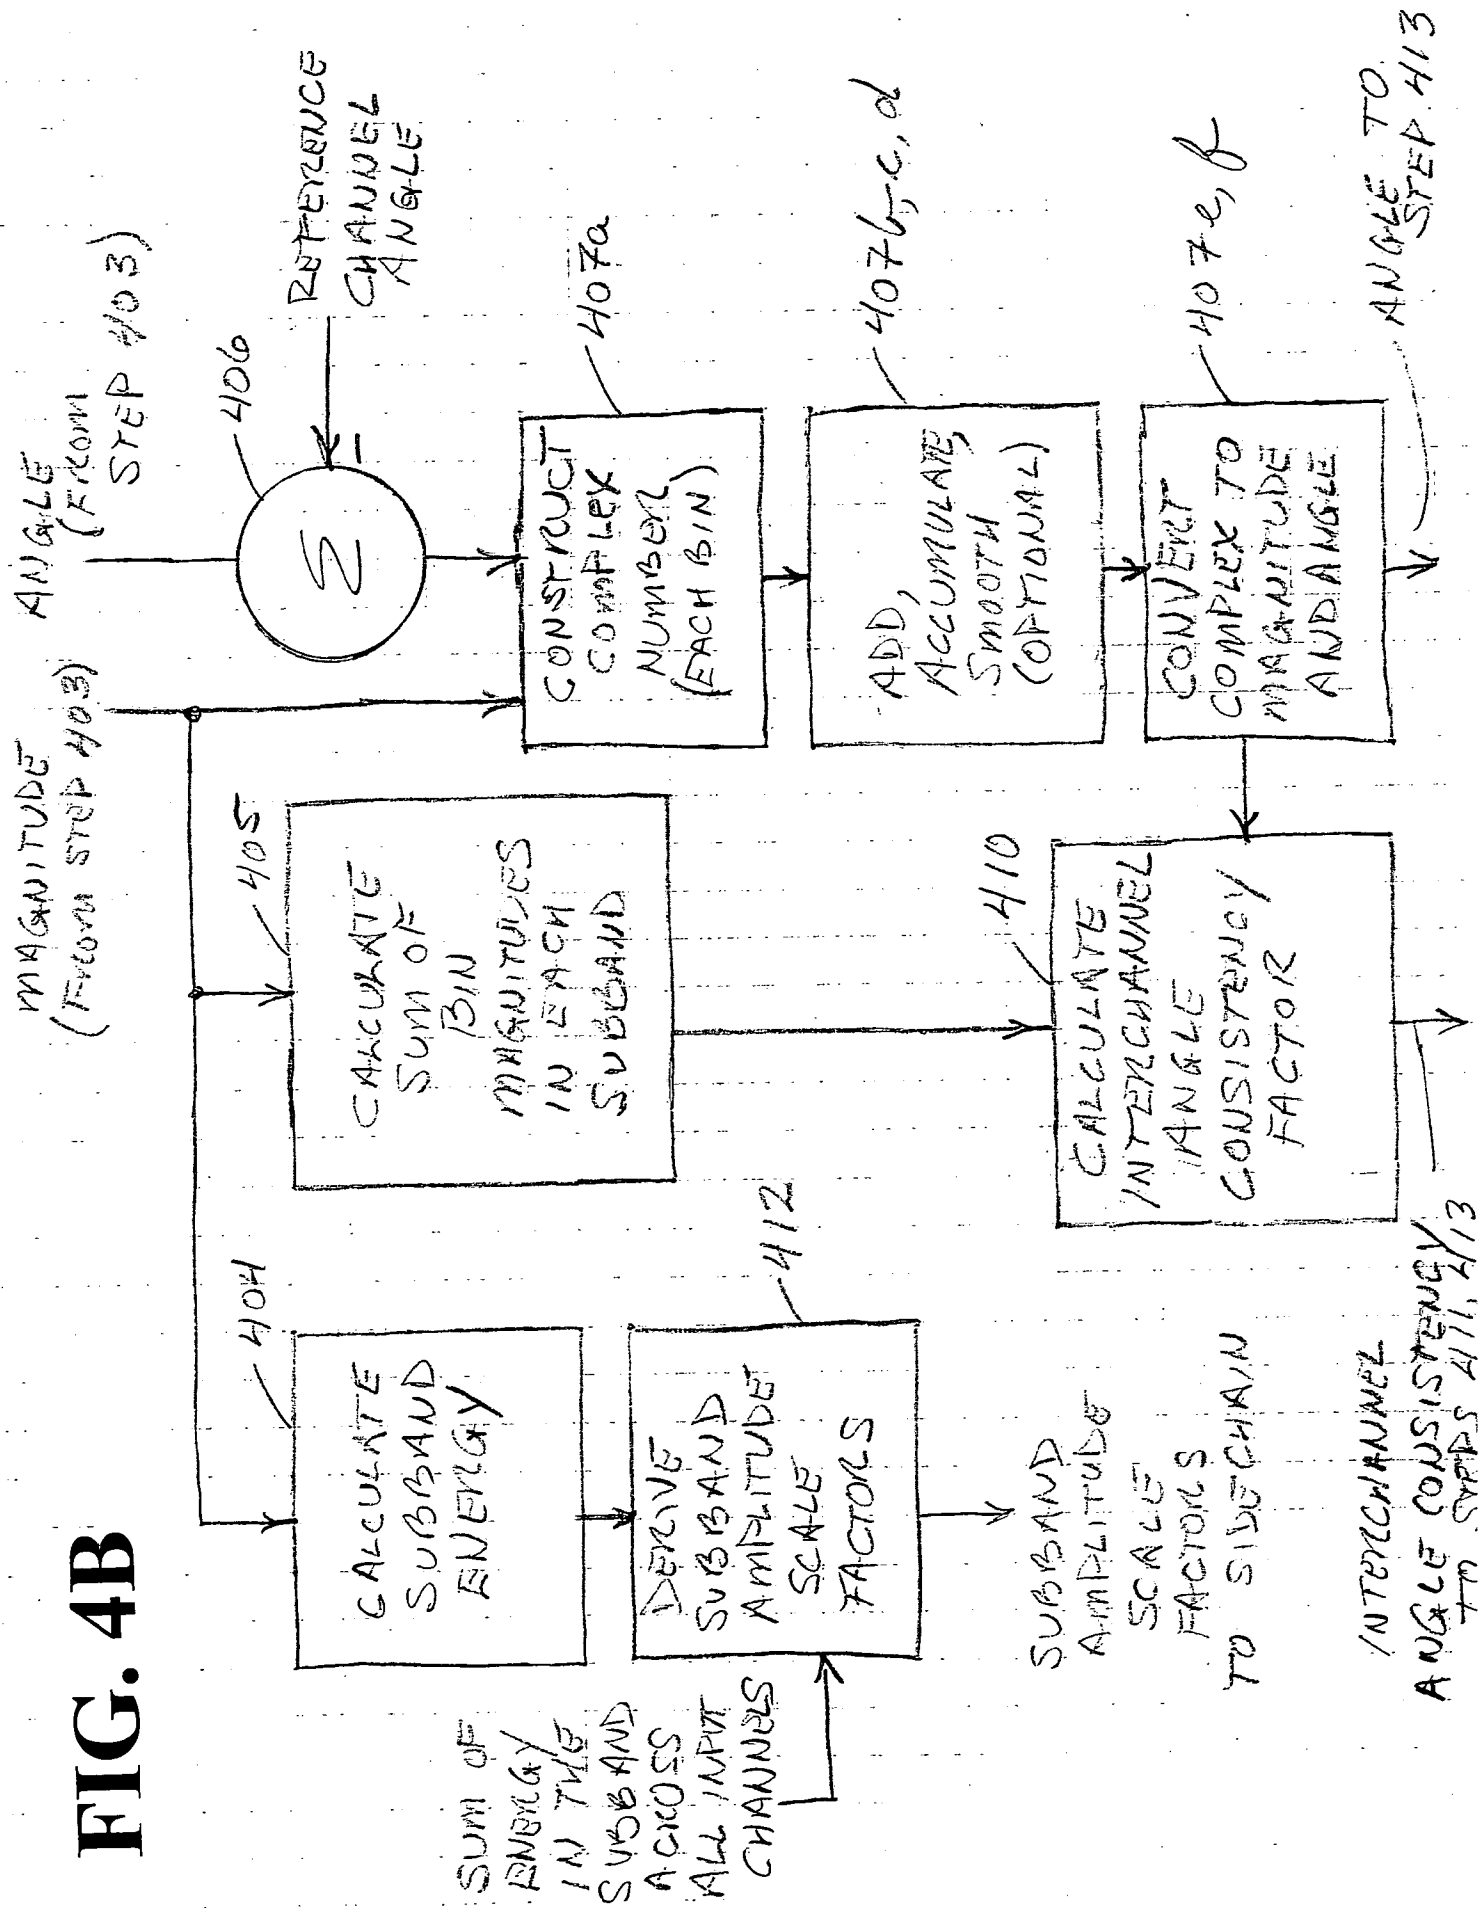 FIG. 4B
MAGNITUDE
(FROM STEP 403)
ANGLE
(FROM
STEP 403)
404
405
406
REFERENCE
CHANNEL
ANGLE
Σ
–
CALCULATE
SUBBAND
ENERGY
CALCULATE
SUM OF
BIN
MAGNITUDES
IN EACH
SUBBAND
407a
CONSTRUCT
COMPLEX
NUMBER
(EACH BIN)
SUM OF
ENERGY
IN THE
SUBBAND
ACROSS
ALL INPUT
CHANNELS
412
DERIVE
SUBBAND
AMPLITUDE
SCALE
FACTORS
407b, c, d
ADD,
ACCUMULATE,
SMOOTH
(OPTIONAL)
410
CALCULATE
INTERCHANNEL
ANGLE
CONSISTENCY
FACTOR
407e, f
CONVERT
COMPLEX TO
MAGNITUDE
AND ANGLE
SUBBAND
AMPLITUDE
SCALE
FACTORS
TO SIDECHAIN
INTERCHANNEL
ANGLE CONSISTENCY
TO STEPS 411, 413
ANGLE TO
STEP 413